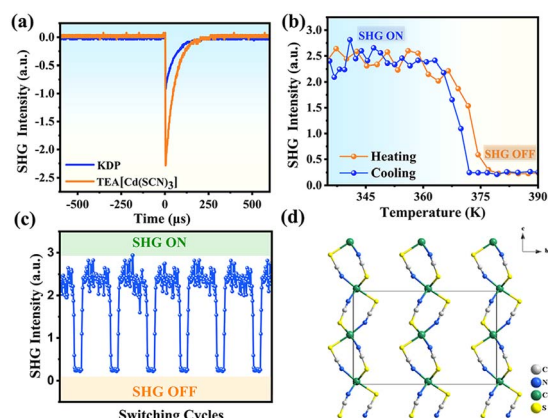 (a)
SHG Intensity (a.u.)
0.0
-0.5
-1.0
-1.5
-2.0
-2.5
KDP
TEA[Cd(SCN)3]
-500
-250
0
250
500
Time (μs)
(b)
SHG Intensity (a.u.)
3.0
2.5
2.0
1.5
1.0
0.5
0.0
SHG ON
SHG OFF
Heating
Cooling
345
360
375
390
Temperature (K)
(c)
SHG Intensity (a.u.)
3
2
1
0
SHG ON
SHG OFF
Switching Cycles
(d)
c
C
N
S